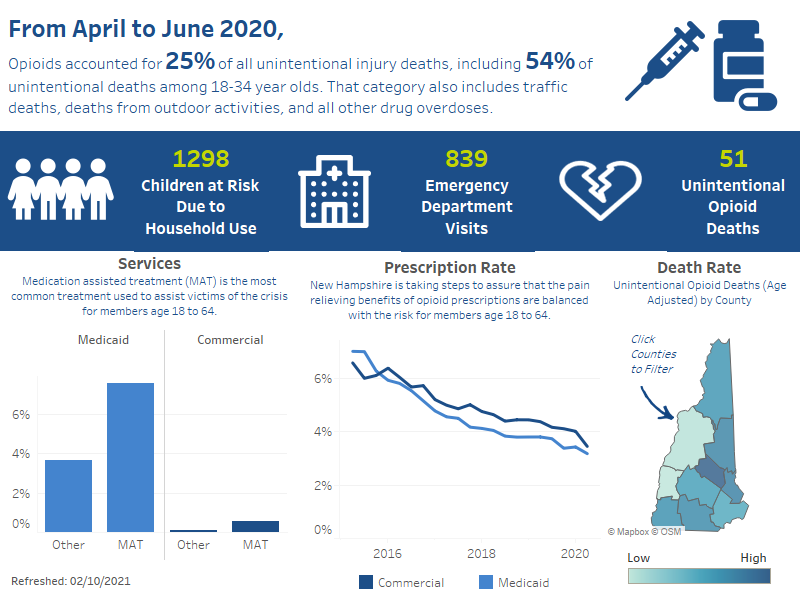 From April to June 2020,
Opioids accounted for 25% of all unintentional injury deaths, including 54% of
unintentional deaths among 18-34 year olds. That category also includes traffic
deaths, deaths from outdoor activities, and all other drug overdoses.
1298
Children at Risk
Due to
Household Use
839
Emergency
Department
Visits
51
Unintentional
Opioid
Deaths
Services
Medication assisted treatment (MAT) is the most
common treatment used to assist victims of the crisis
for members age 18 to 64.
Medicaid
Commercial
6%
4%
2%
0%
Other
MAT
Other
MAT
Refreshed: 02/10/2021
Prescription Rate
New Hampshire is taking steps to assure that the pain
relieving benefits of opioid prescriptions are balanced
with the risk for members age 18 to 64.
6%
4%
2%
0%
2016
2018
2020
Commercial
Medicaid
Death Rate
Unintentional Opioid Deaths (Age
Adjusted) by County
Click
Counties
to Filter
© Mapbox © OSM
Low
High